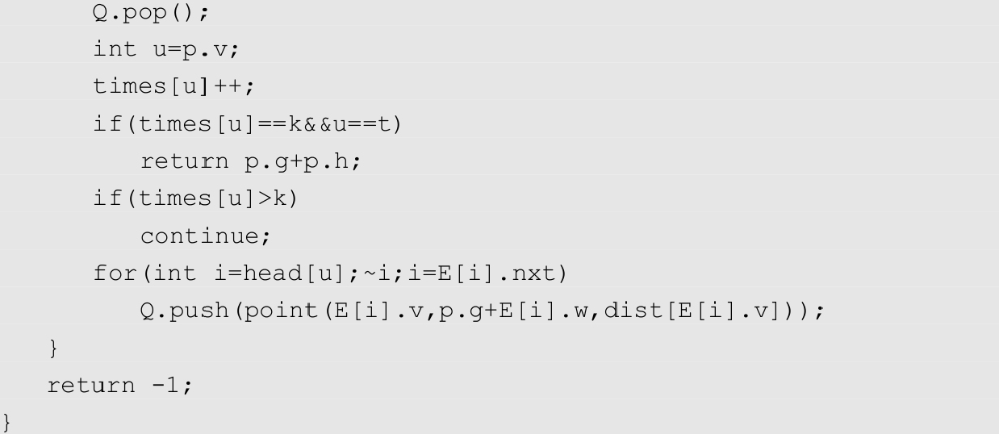 Q.pop();
int u=p.v;
times[u]++;
if(times[u]==k&&u==t)
return p.g+p.h;
if(times[u]>k)
continue;
for(int i=head[u];~i;i=E[i].nxt)
Q.push(point(E[i].v,p.g+E[i].w,dist[E[i].v]));
}
return -1;
}